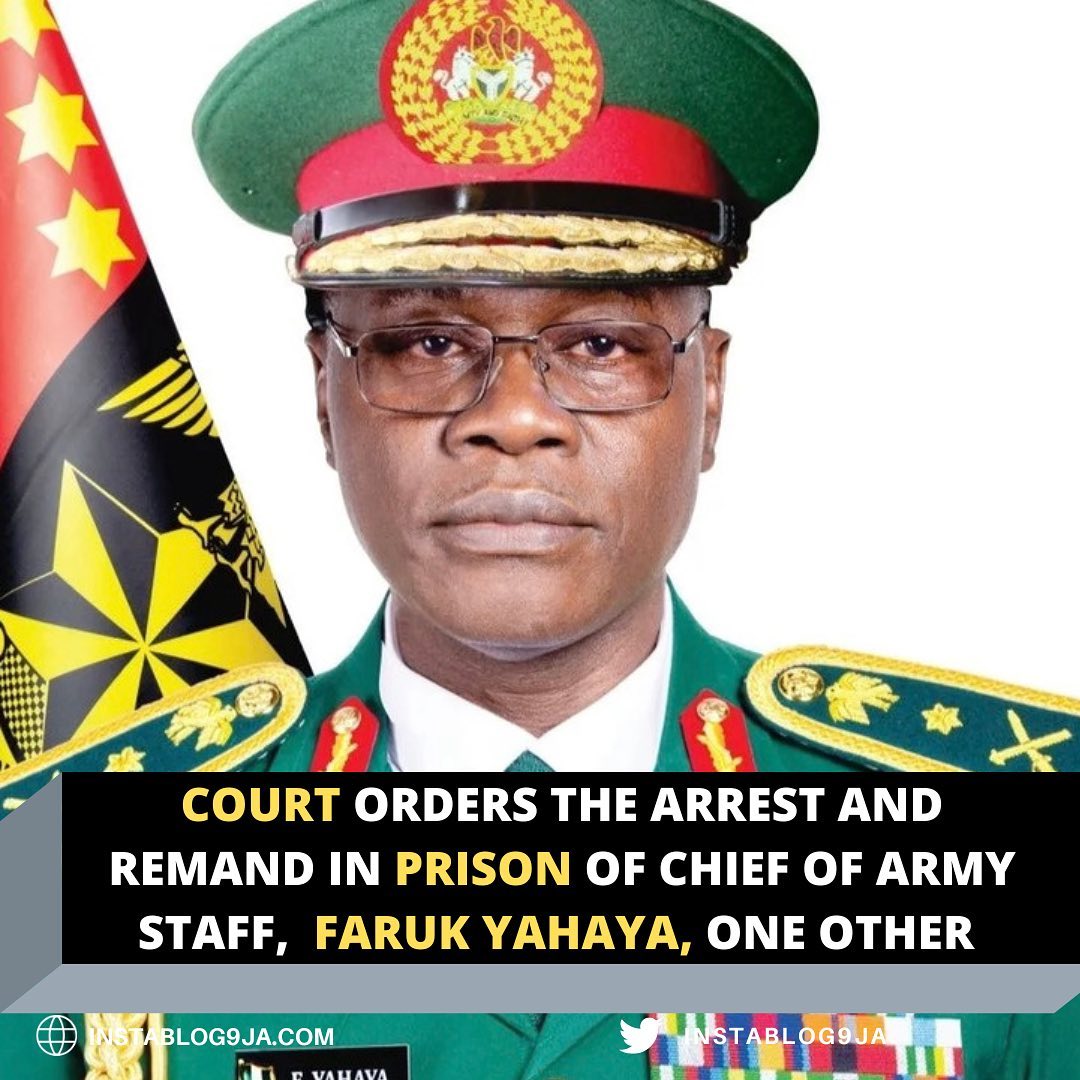 COURT ORDERS THE ARREST AND
REMAND IN PRISON OF CHIEF OF ARMY
STAFF, FARUK YAHAYA, ONE OTHER
INSTABLOG9JA.COM
INSTABLOG9JA
F. YAHAYA